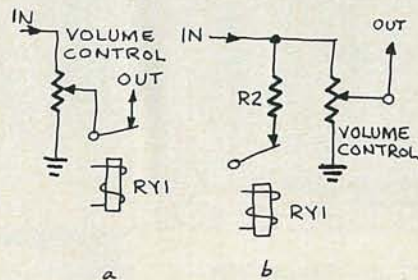 IN
VOLUME
CONTROL
OUT
RY1
a
IN
OUT
R2
VOLUME
CONTROL
RY1
b